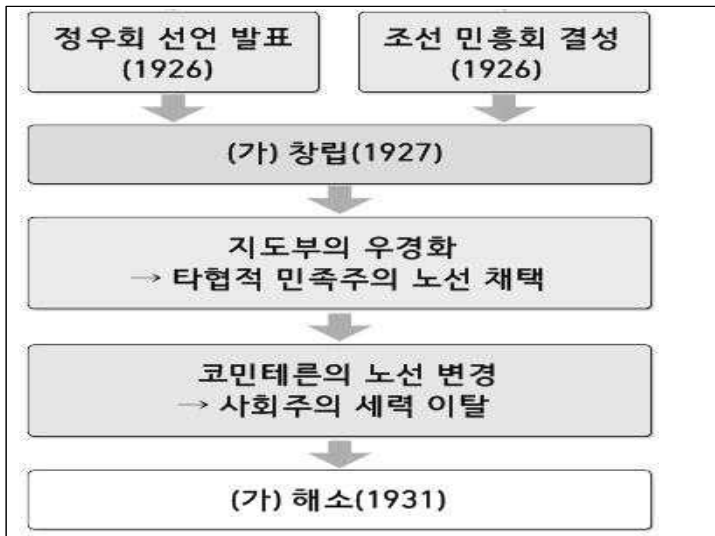 정우회 선언 발표
(1926)
조선 민흥회 결성
(1926)
(가) 창립(1927)
지도부의 우경화
→ 타협적 민족주의 노선 채택
코민테른의 노선 변경
→ 사회주의 세력 이탈
(가) 해소(1931)